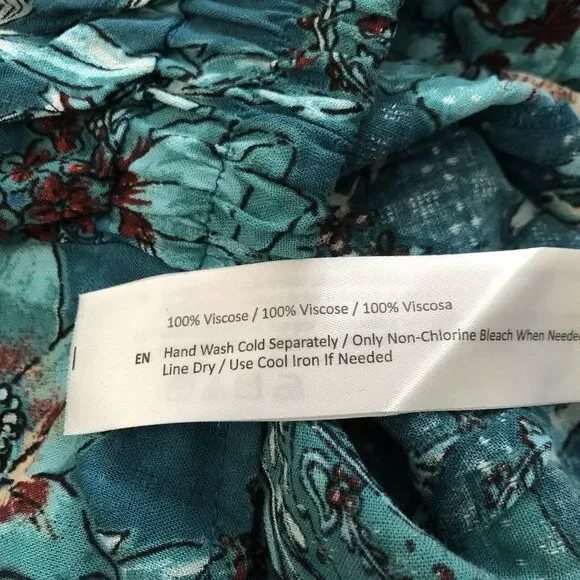 100% Viscose / 100% Viscose / 100% Viscosa
EN Hand Wash Cold Separately / Only Non-Chlorine Bleach When Neede
Line Dry / Use Cool Iron If Needed